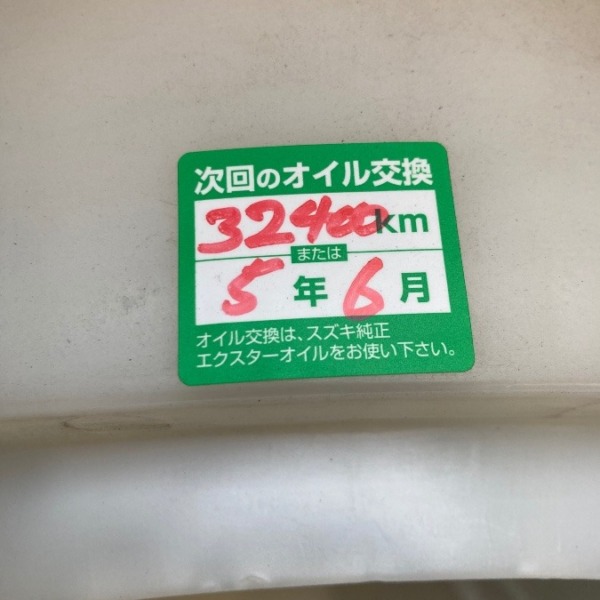 次回のオイル交換
32400km
または
5年6月
オイル交換は、スズキ純正
エクスターオイルをお使い下さい。